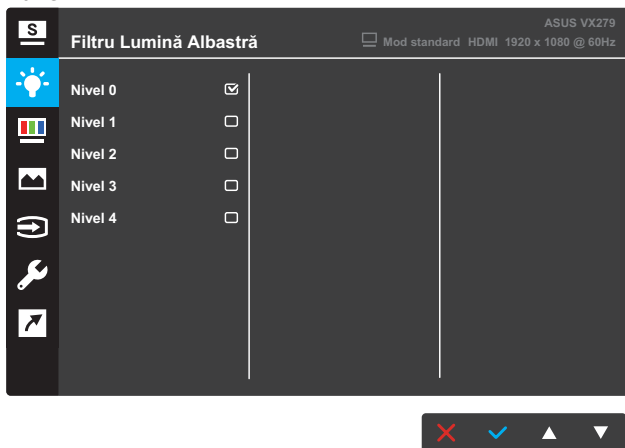 S
ASUS VX279
Filtru Lumină Albastră
Mod standard HDMI 1920 x 1080 @ 60Hz
Nivel 0
Nivel 1
Nivel 2
Nivel 3
Nivel 4